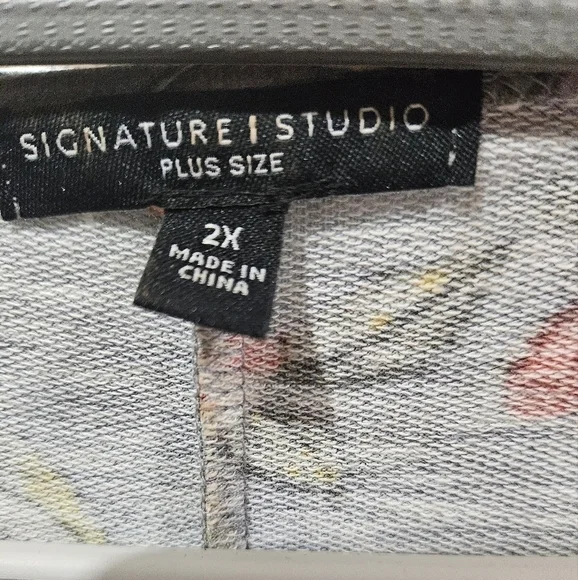 SIGNATURE | STUDIO
PLUS SIZE
2X
MADE IN
CHINA